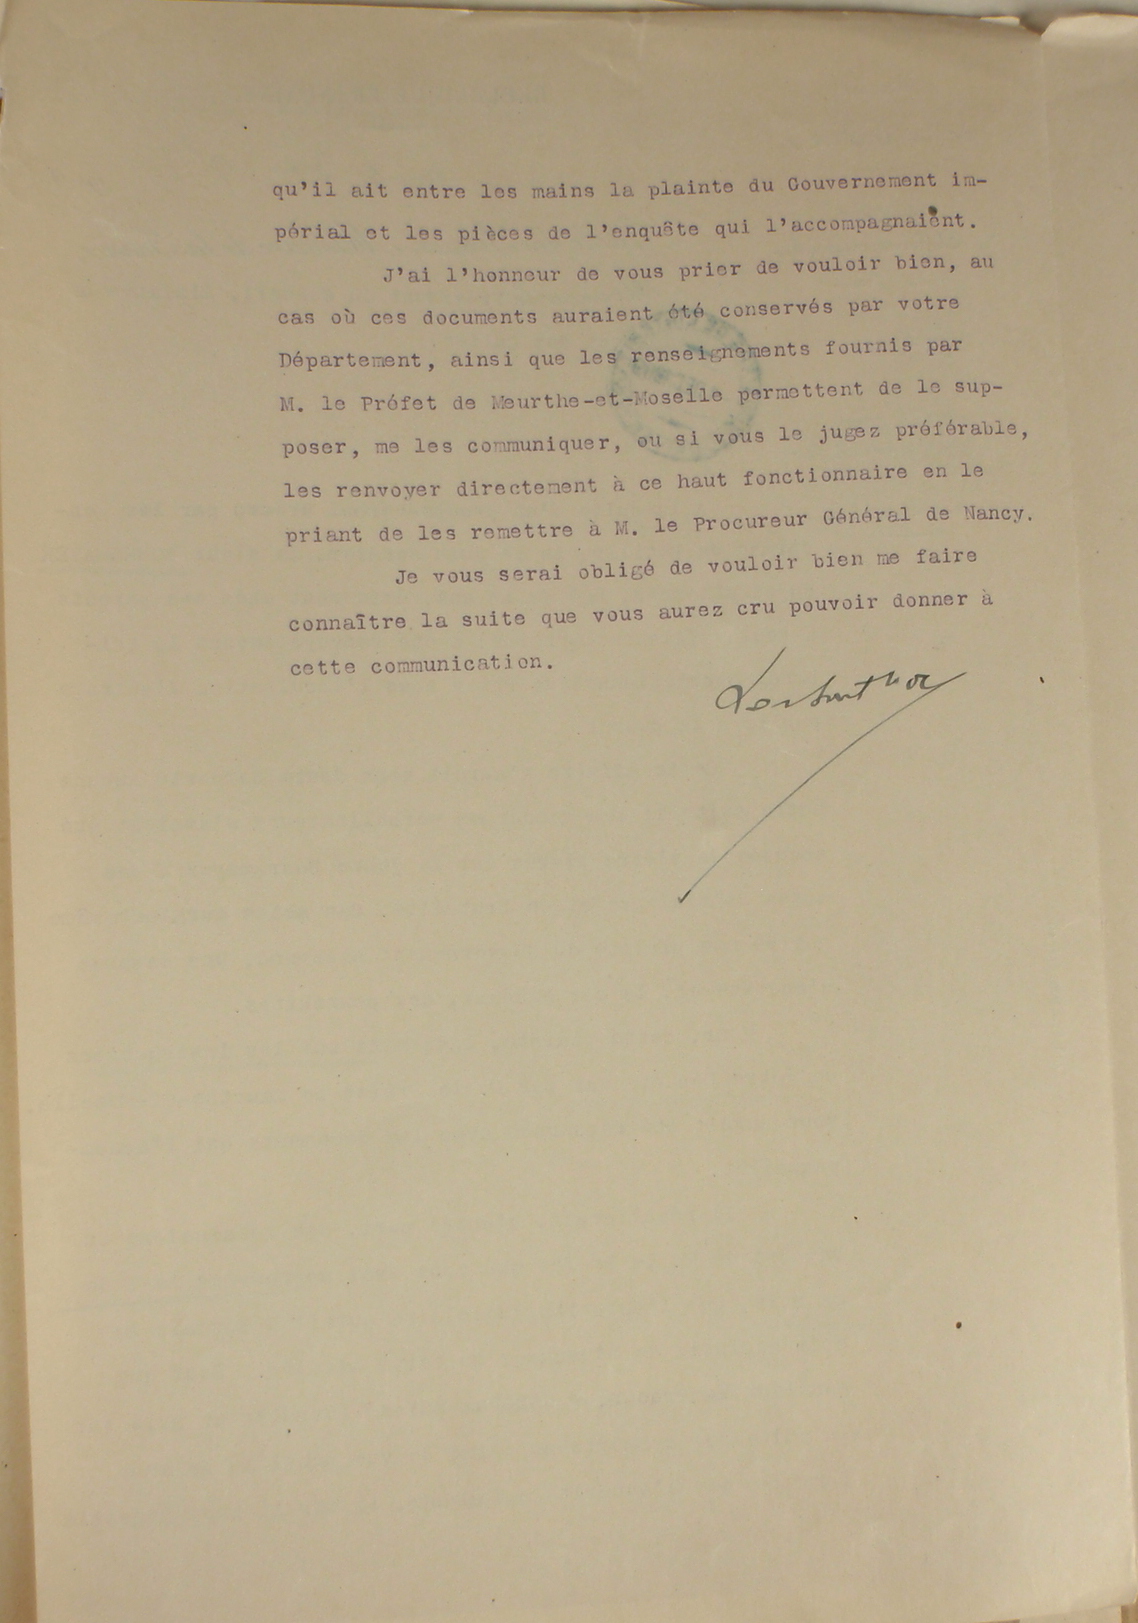 qu'il ait entre les mains la plainte du Gouvernement im-
périal et les pièces de l'enquête qui l'accompagnaient.
J'ai l'honneur de vous prier de vouloir bien, au
cas où ces documents auraient été conservés par votre
Département, ainsi que les renseignements fournis par
M. le Préfet de Meurthe-et-Moselle permettent de le sup-
poser, me les communiquer, ou si vous le jugez préférable,
les renvoyer directement à ce haut fonctionnaire en le
priant de les remettre à M. le Procureur Général de Nancy.
Je vous serai obligé de vouloir bien me faire
connaître la suite que vous aurez cru pouvoir donner à
cette communication.